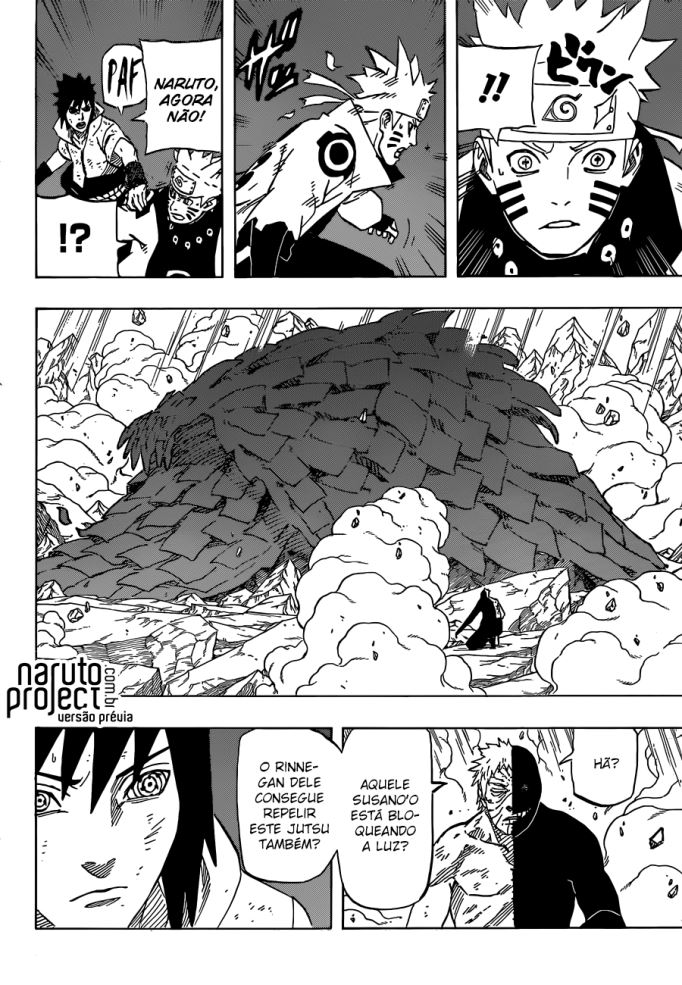 !!
NARUTO,
AGORA
NÃO!
PAF
!?
HÃ?
AQUELE
SUSANO'O
ESTÁ BLO-
QUEANDO
A LUZ?
O RINNE-
GAN DELE
CONSEGUE
REPELIR
ESTE JUTSU
TAMBÉM?
naruto
project.com.br
versão prévia